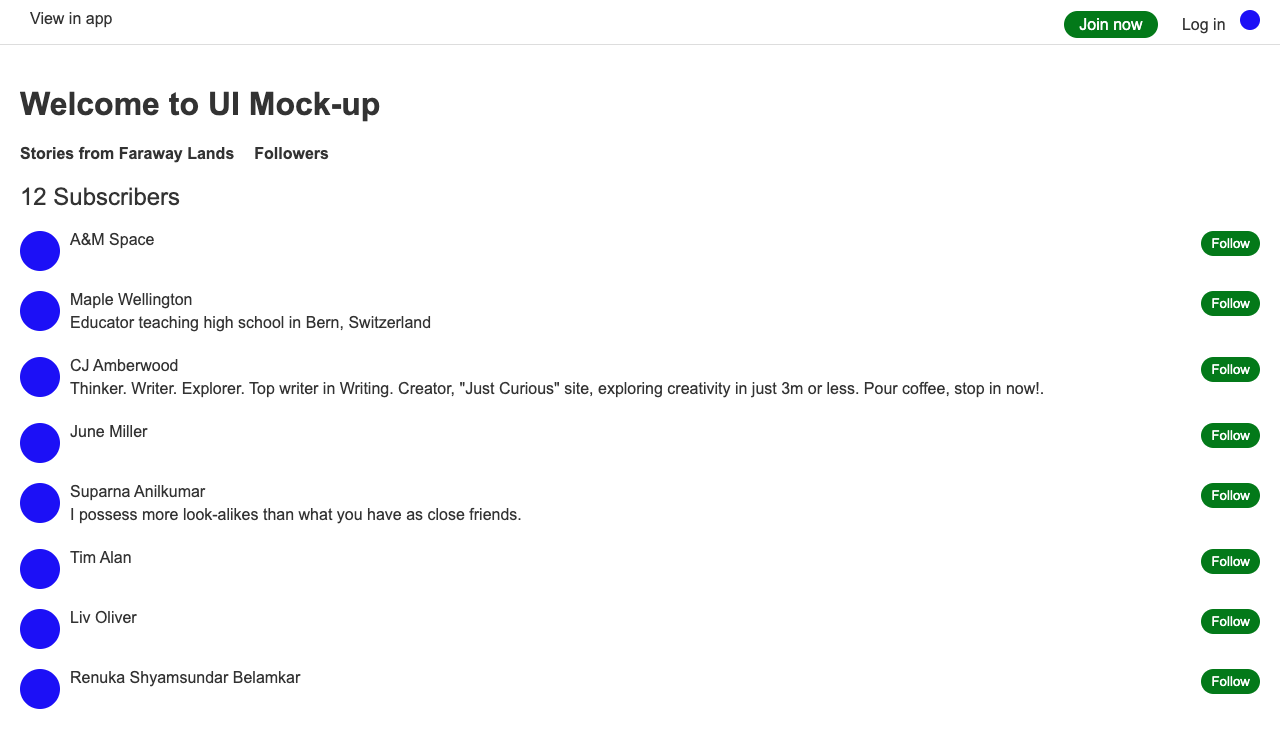 View in app
Join now
Log in
Welcome to UI Mock-up
Stories from Faraway Lands
Followers
12 Subscribers
A&M Space
Follow
Maple Wellington
Educator teaching high school in Bern, Switzerland
Follow
CJ Amberwood
Thinker. Writer. Explorer. Top writer in Writing. Creator, "Just Curious" site, exploring creativity in just 3m or less. Pour coffee, stop in now!.
Follow
June Miller
Follow
Suparna Anilkumar
I possess more look-alikes than what you have as close friends.
Follow
Tim Alan
Follow
Liv Oliver
Follow
Renuka Shyamsundar Belamkar
Follow